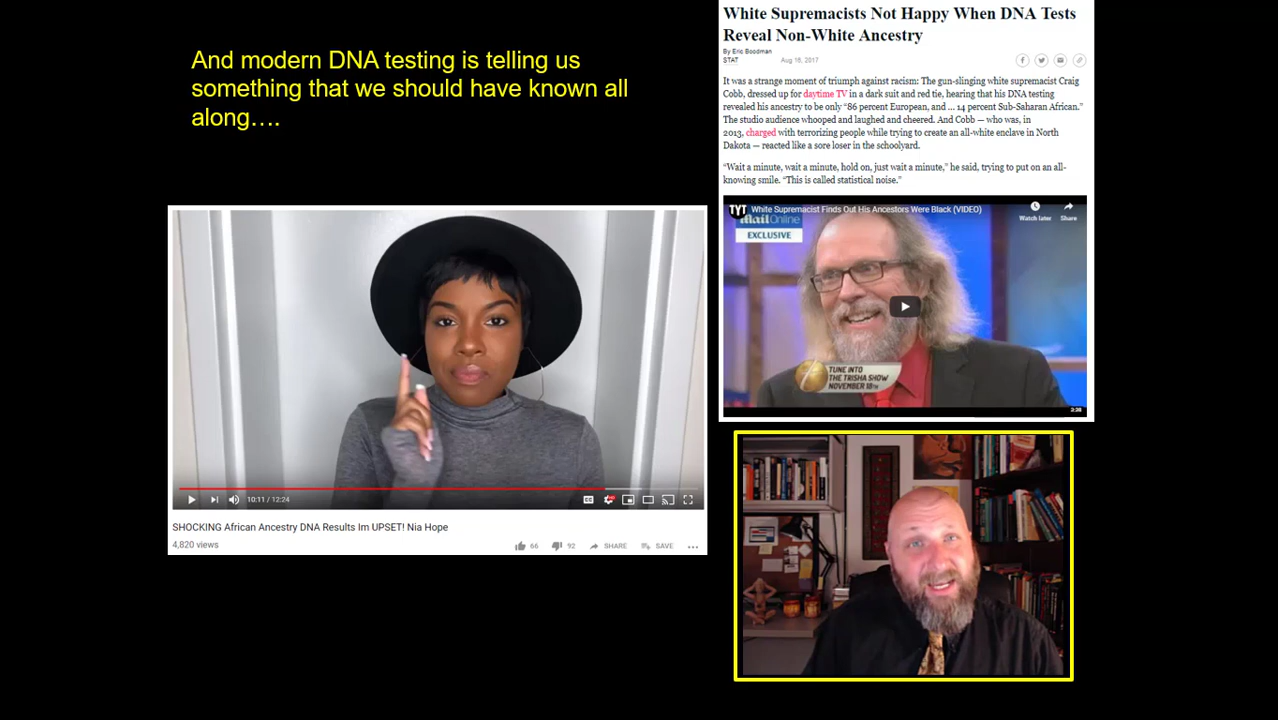 And modern DNA testing is telling us
something that we should have known all
along….
White Supremacists Not Happy When DNA Tests
Reveal Non-White Ancestry
By Eric Boodman
STAT
Aug 16, 2017
It was a strange moment of triumph against racism: The gun-slinging white supremacist Craig
Cobb, dressed up for daytime TV in a dark suit and red tie, hearing that his DNA testing
revealed his ancestry to be only “86 percent European, and … 14 percent Sub-Saharan African.”
The studio audience whooped and laughed and cheered. And Cobb — who was, in
2013, charged with terrorizing people while trying to create an all-white enclave in North
Dakota — reacted like a sore loser in the schoolyard.
“Wait a minute, wait a minute, hold on, just wait a minute,” he said, trying to put on an all-
knowing smile. “This is called statistical noise.”
TYT
White Supremacist Finds Out His Ancestors Were Black (VIDEO)
Watch later
Share
Mail Online
EXCLUSIVE
TUNE INTO
THE TRISHA SHOW
NOVEMBER 18TH
2:38
10:11 / 12:24
CC
SHOCKING African Ancestry DNA Results Im UPSET! Nia Hope
4,820 views
66
92
SHARE
SAVE